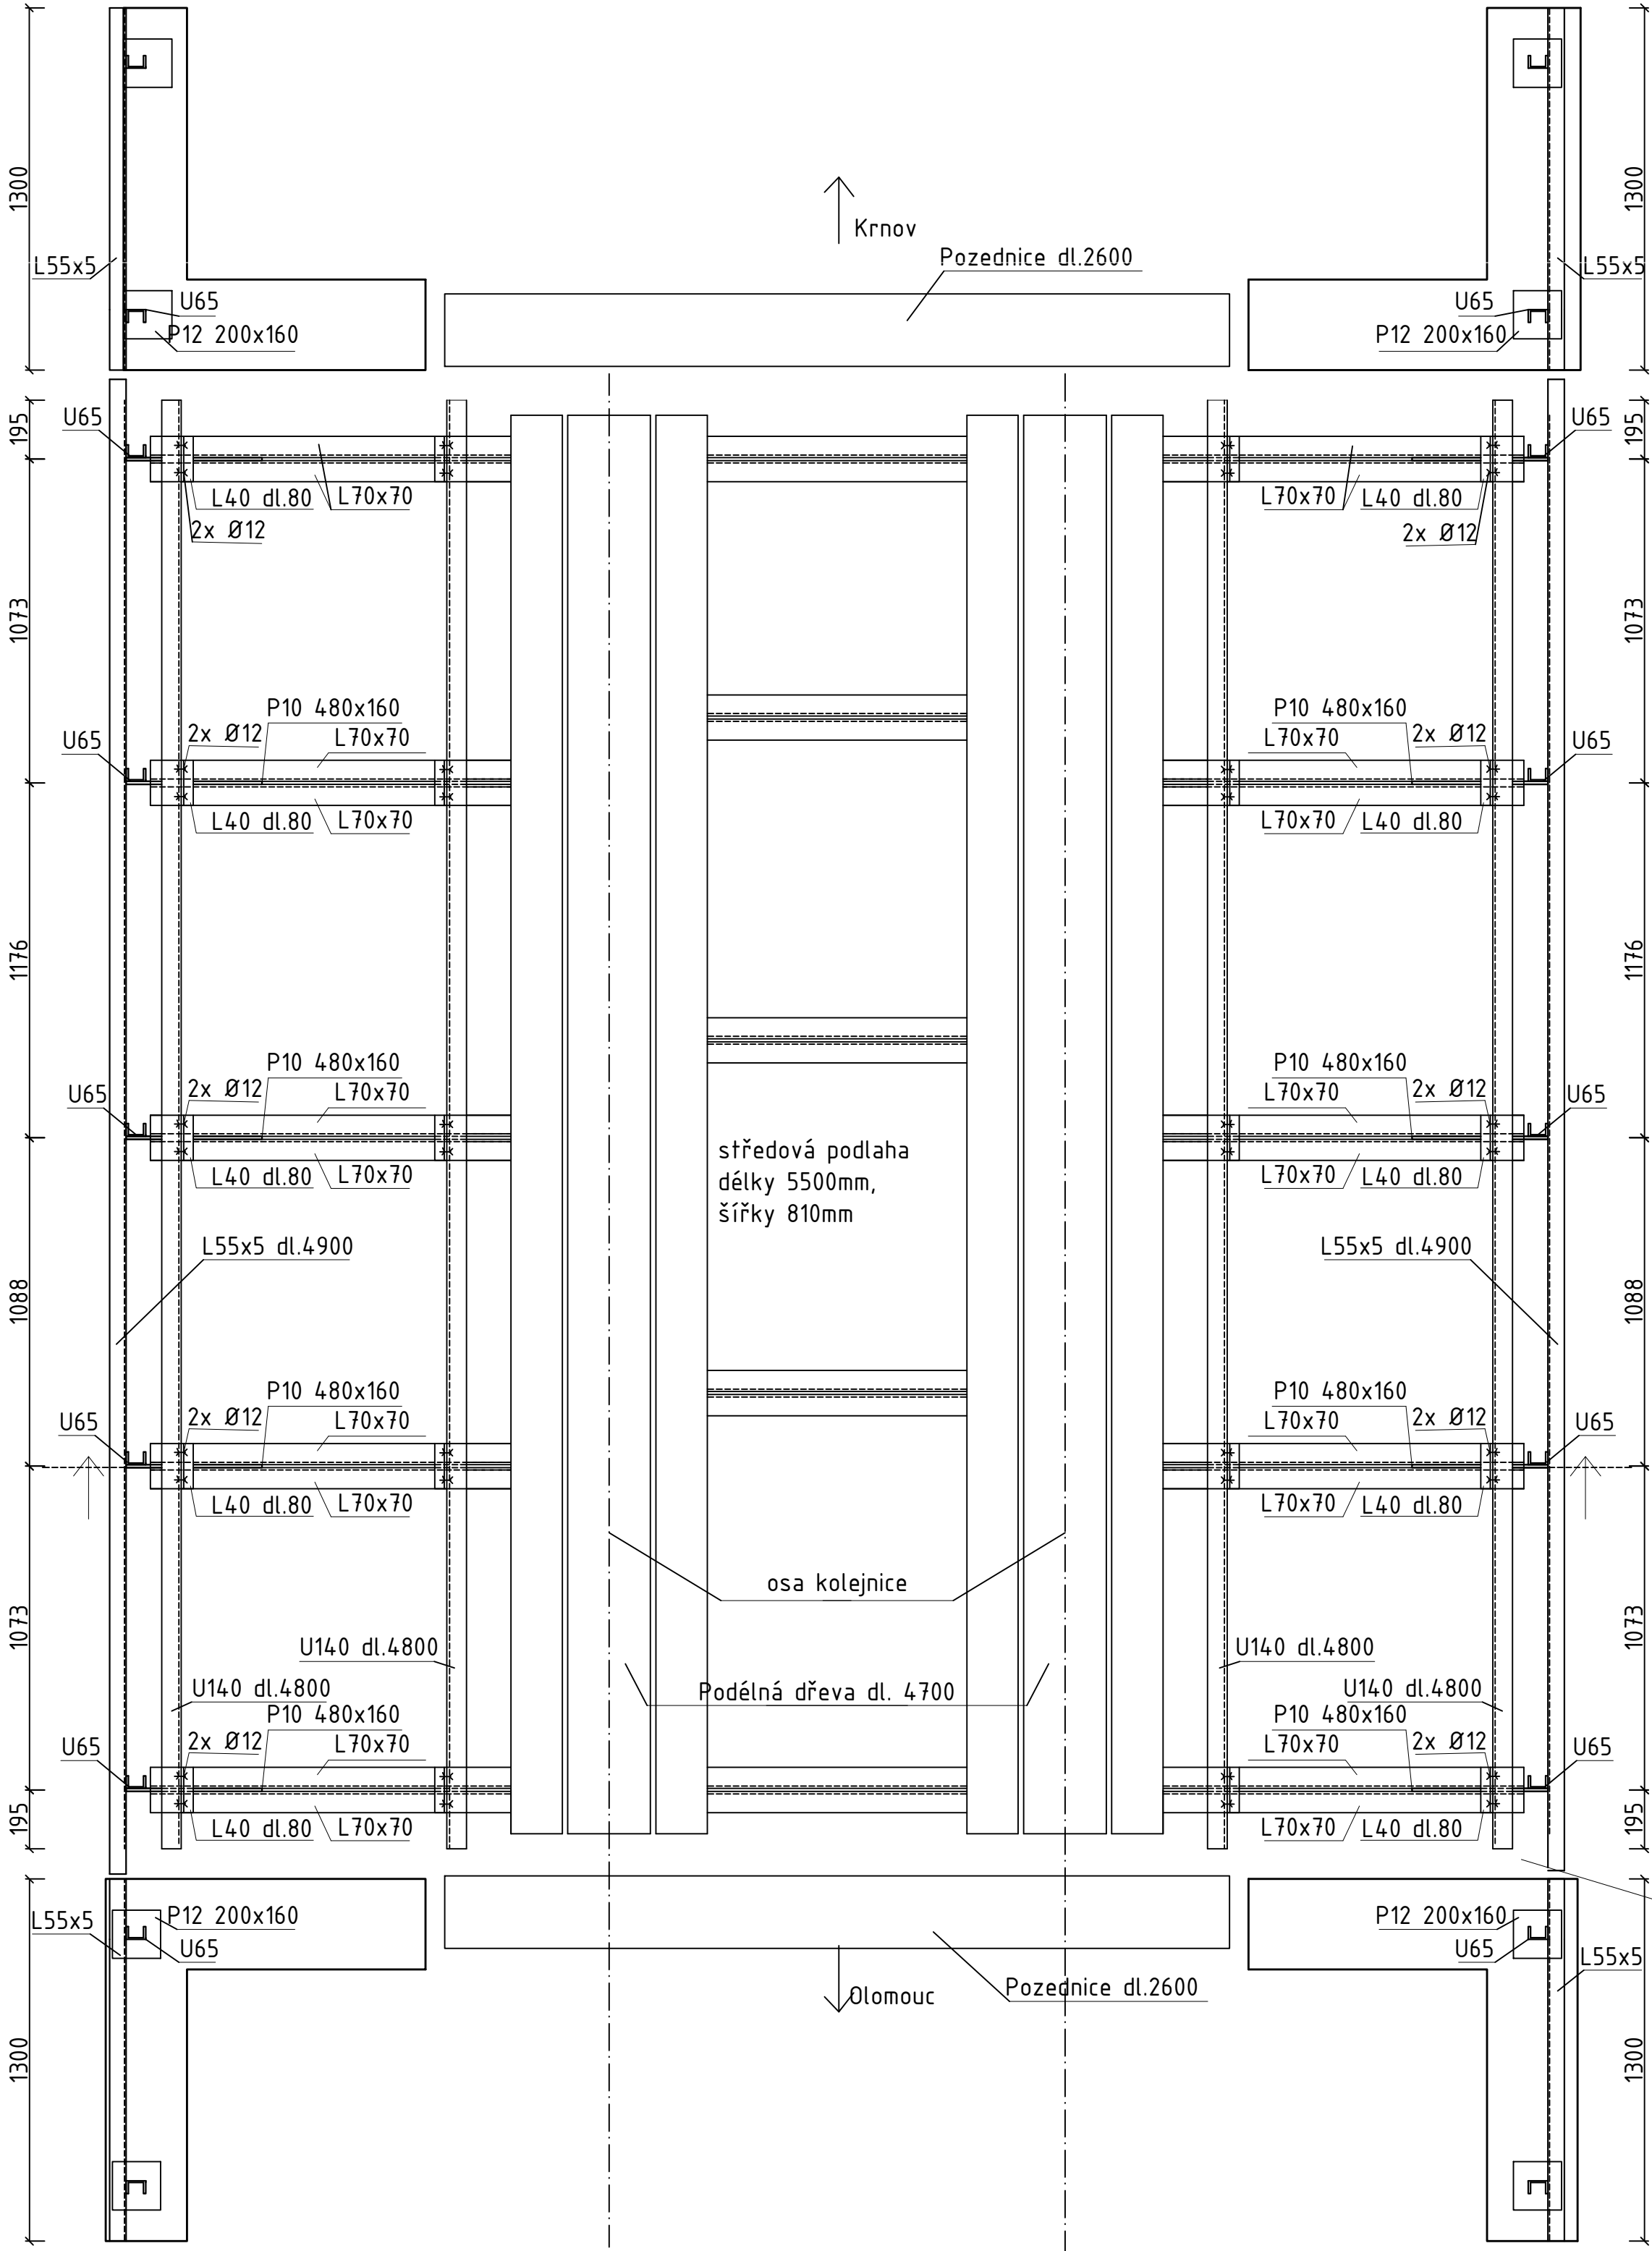 1300
1300
Krnov
Pozednice dl.2600
L55x5
L55x5
U65
U65
P12 200x160
P12 200x160
195
U65
U65
195
L40 dl.80
L70x70
L70x70
L40 dl.80
2x Ø12
2x Ø12
1073
1073
P10 480x160
P10 480x160
U65
2x Ø12
L70x70
L70x70
2x Ø12
U65
L40 dl.80
L70x70
L70x70
L40 dl.80
1176
1176
P10 480x160
P10 480x160
U65
2x Ø12
L70x70
L70x70
2x Ø12
U65
středová podlaha
délky 5500mm,
šířky 810mm
L40 dl.80
L70x70
L70x70
L40 dl.80
L55x5 dl.4900
L55x5 dl.4900
1088
1088
P10 480x160
P10 480x160
U65
2x Ø12
L70x70
L70x70
2x Ø12
U65
L40 dl.80
L70x70
L70x70
L40 dl.80
osa kolejnice
1073
1073
U140 dl.4800
U140 dl.4800
U140 dl.4800
Podélná dřeva dl. 4700
U140 dl.4800
P10 480x160
P10 480x160
U65
2x Ø12
L70x70
L70x70
2x Ø12
U65
195
L40 dl.80
L70x70
L70x70
L40 dl.80
195
L55x5
P12 200x160
P12 200x160
U65
U65
L55x5
Pozednice dl.2600
Olomouc
1300
1300